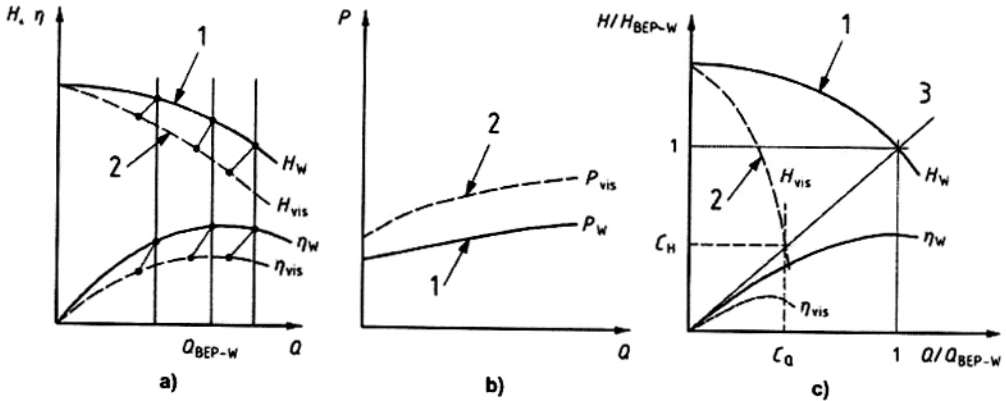 H, η
1
2
H_W
H_vis
η_W
η_vis
Q_BEP-W
Q
a)
P
2
P_vis
P_W
1
Q
b)
H/H_BEP-W
1
3
1
2
H_vis
H_W
C_H
η_W
η_vis
C_Q
1
Q/Q_BEP-W
c)